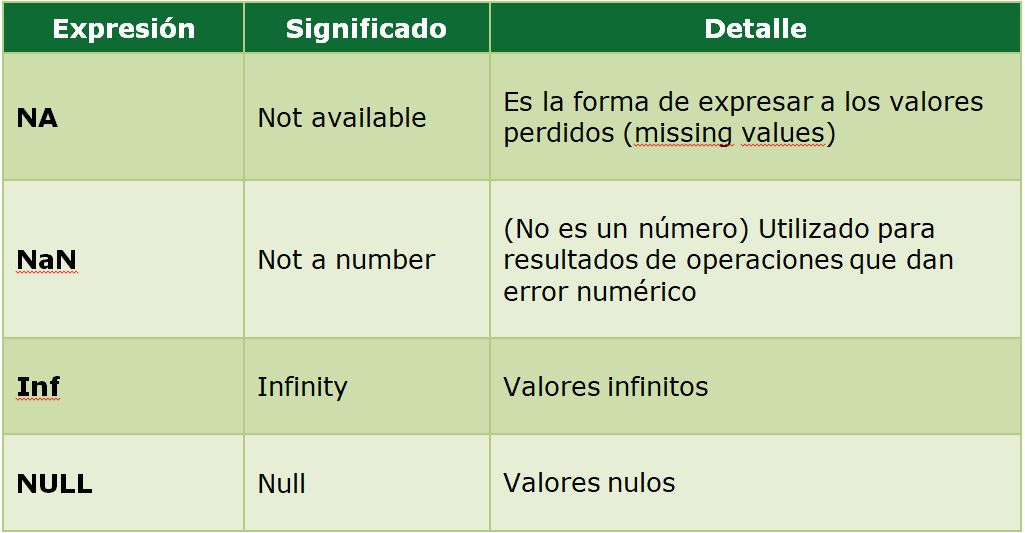 Expresión Significado Detalle
NA Not available Es la forma de expresar a los valores
perdidos (missing values)
NaN Not a number (No es un número) Utilizado para
resultados de operaciones que dan
error numérico
Inf Infinity Valores infinitos
NULL Null Valores nulos